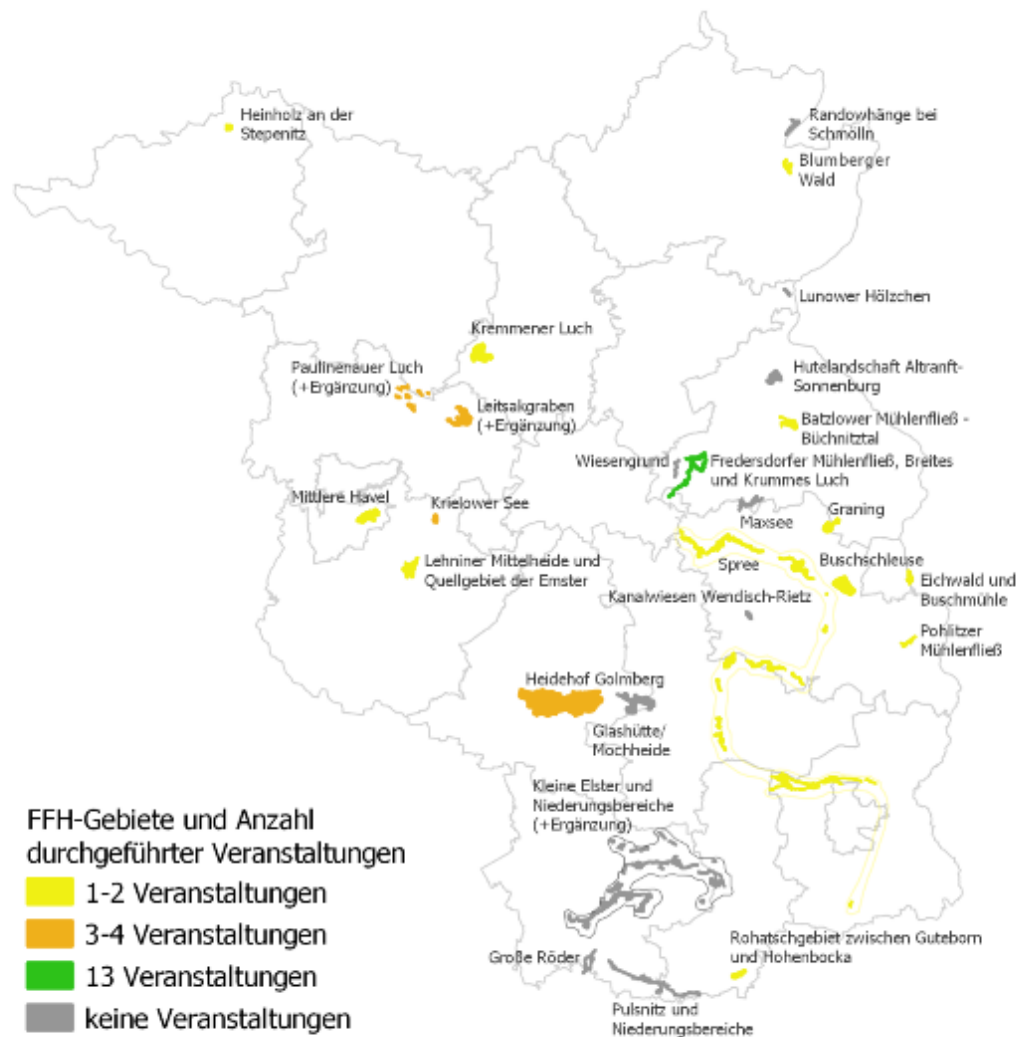 Heinholz an der
Stepenitz
Randowhänge bei
Schmölln
Blumberger
Wald
Lunower Hölzchen
Kremmener Luch
Paulinenauer Luch
(+Ergänzung)
Hutelandschaft Altranft-
Sonnenburg
Leitsakgraben
(+Ergänzung)
Batzlower Mühlenfließ -
Büchnitztal
Wiesengrund
Fredersdorfer Mühlenfließ, Breites
und Krummes Luch
Mittlere Havel
Krielower See
Maxsee
Graning
Lehniner Mittelheide und
Quellgebiet der Emster
Spree
Buschschleuse
Eichwald und
Buschmühle
Kanalwiesen Wendisch-Rietz
Pohlitzer
Mühlenfließ
Heidehof Golmberg
Glashütte/
Mochheide
Kleine Elster und
Niederungsbereiche
(+Ergänzung)
FFH-Gebiete und Anzahl
durchgeführter Veranstaltungen
1-2 Veranstaltungen
3-4 Veranstaltungen
13 Veranstaltungen
keine Veranstaltungen
Große Röder
Rohatschgebiet zwischen Guteborn
und Hohenbocka
Pulsnitz und
Niederungsbereiche